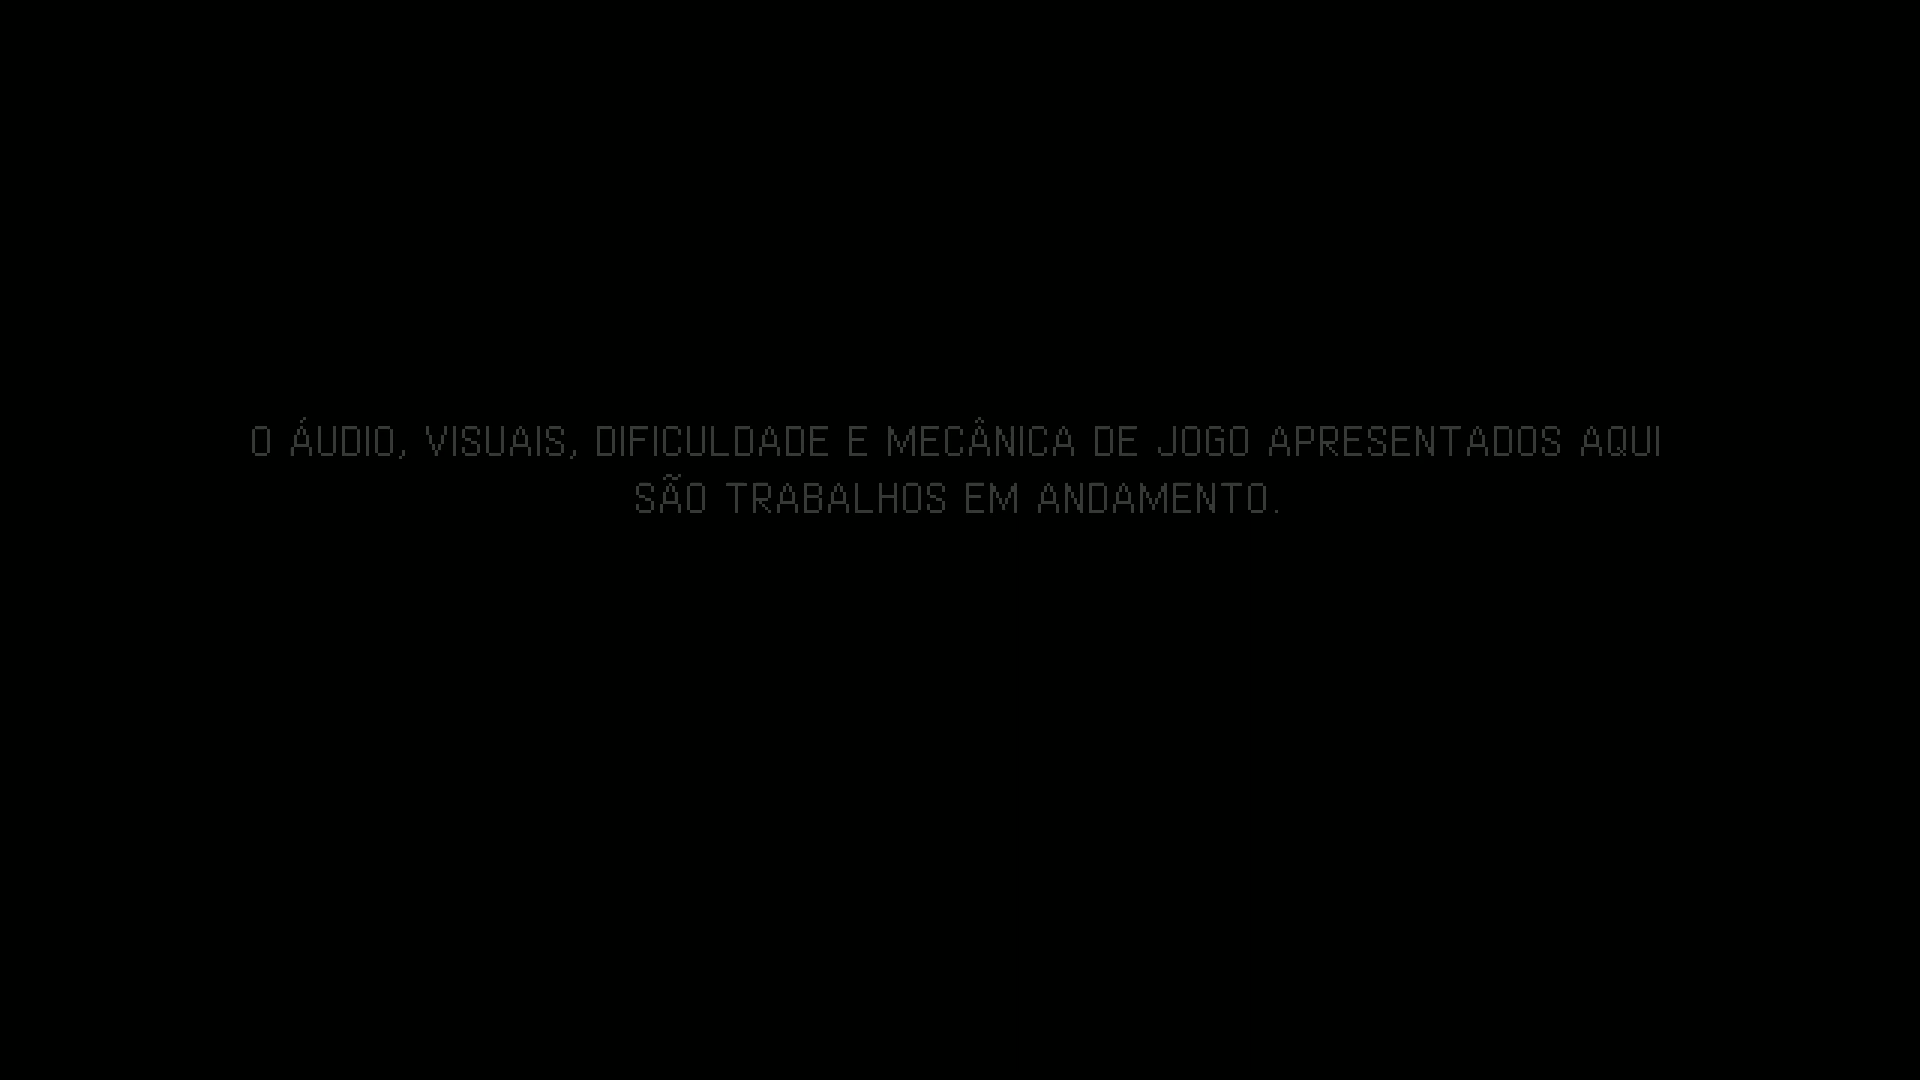 O ÁUDIO, VISUAIS, DIFICULDADE E MECÂNICA DE JOGO APRESENTADOS AQUI
SÃO TRABALHOS EM ANDAMENTO.